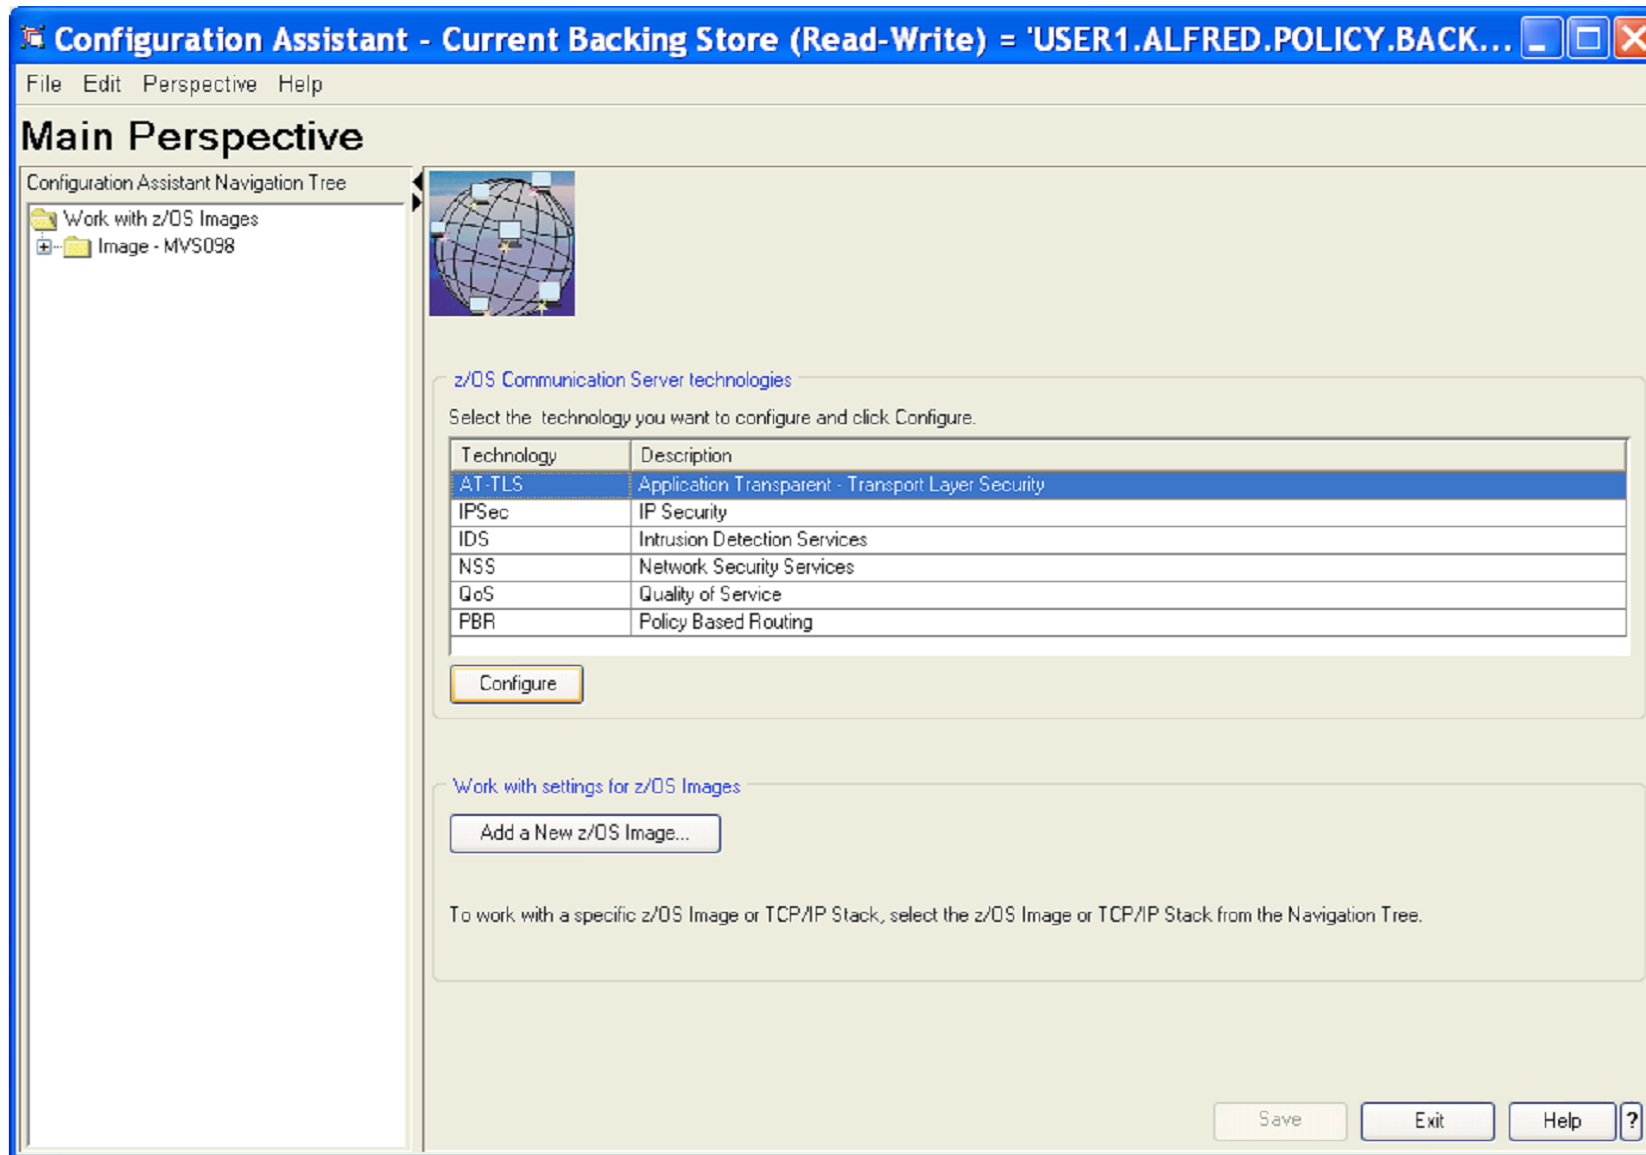 Configuration Assistant - Current Backing Store (Read-Write) = 'USER1.ALFRED.POLICY.BACK...
File Edit Perspective Help
Main Perspective
Configuration Assistant Navigation Tree
Work with z/OS Images
Image - MVS098
z/OS Communication Server technologies
Select the technology you want to configure and click Configure.
Technology Description
AT-TLS Application Transparent - Transport Layer Security
IPSec IP Security
IDS Intrusion Detection Services
NSS Network Security Services
QoS Quality of Service
PBR Policy Based Routing
Configure
Work with settings for z/OS Images
Add a New z/OS Image...
To work with a specific z/OS Image or TCP/IP Stack, select the z/OS Image or TCP/IP Stack from the Navigation Tree.
Save Exit Help ?